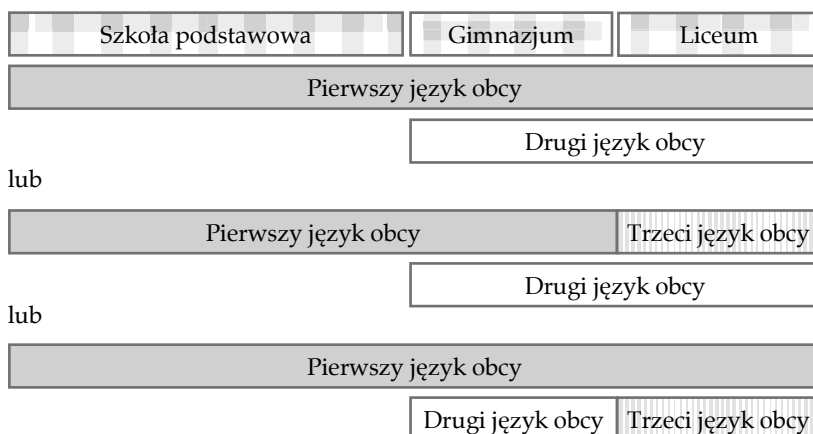 Szkoła podstawowa Gimnazjum Liceum
Pierwszy język obcy
Drugi język obcy
lub
Pierwszy język obcy Trzeci język obcy
Drugi język obcy
lub
Pierwszy język obcy
Drugi język obcy Trzeci język obcy